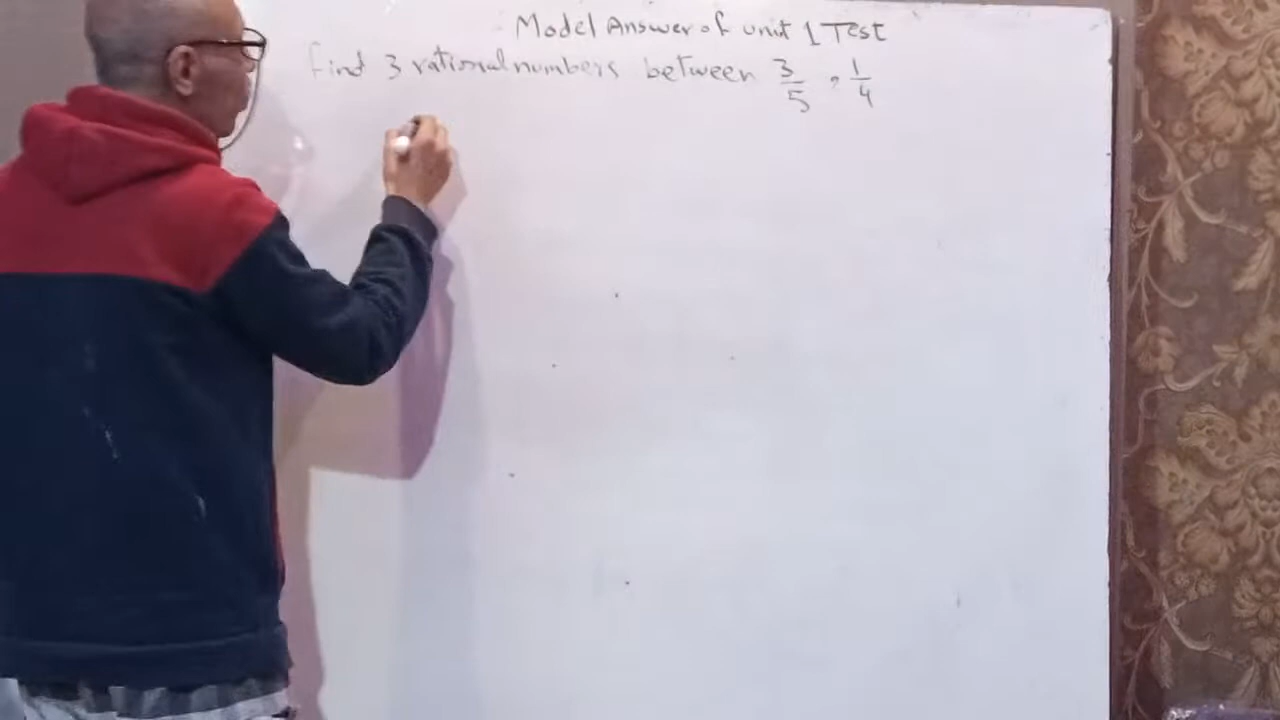 Model Answer of unit 1 Test
find 3 rational numbers between 3/5 , 1/4